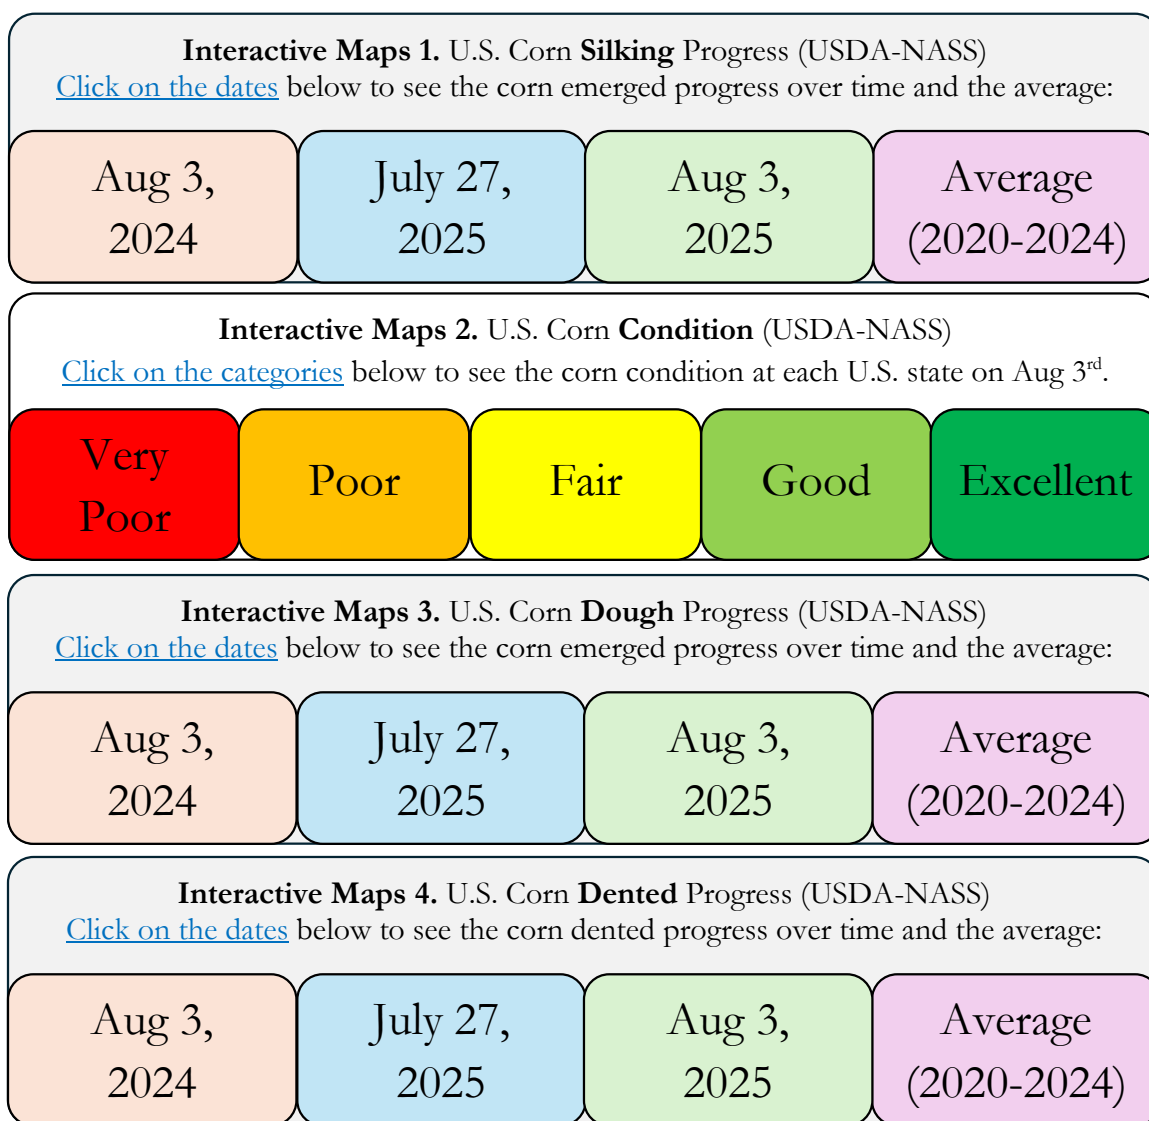 Interactive Maps 1. U.S. Corn Silking Progress (USDA-NASS)
Click on the dates below to see the corn emerged progress over time and the average:
Aug 3, 2024
July 27, 2025
Aug 3, 2025
Average (2020-2024)
Interactive Maps 2. U.S. Corn Condition (USDA-NASS)
Click on the categories below to see the corn condition at each U.S. state on Aug 3rd.
Very Poor
Poor
Fair
Good
Excellent
Interactive Maps 3. U.S. Corn Dough Progress (USDA-NASS)
Click on the dates below to see the corn emerged progress over time and the average:
Aug 3, 2024
July 27, 2025
Aug 3, 2025
Average (2020-2024)
Interactive Maps 4. U.S. Corn Dented Progress (USDA-NASS)
Click on the dates below to see the corn dented progress over time and the average:
Aug 3, 2024
July 27, 2025
Aug 3, 2025
Average (2020-2024)